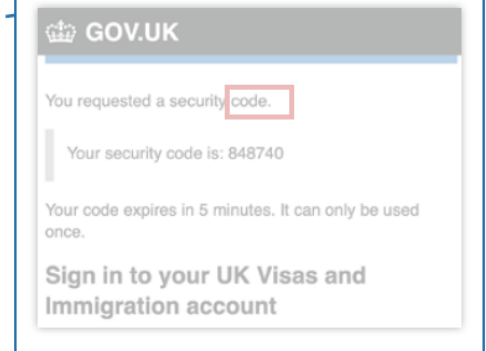 GOV.UK
You requested a security code.
Your security code is: 848740
Your code expires in 5 minutes. It can only be used
once.
Sign in to your UK Visas and
Immigration account